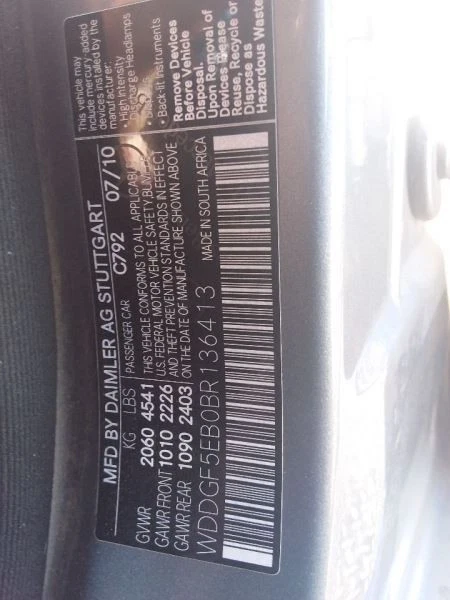 MFD BY DAIMLER AG STUTTGART
C792 07/10
KG LBS PASSENGER CAR
GVWR 2060 4541
GAWR FRONT 1010 2226
GAWR REAR 1090 2403
THIS VEHICLE CONFORMS TO ALL APPLICABLE
U.S. FEDERAL MOTOR VEHICLE SAFETY BUMPER
AND THEFT PREVENTION STANDARDS IN EFFECT
ON THE DATE OF MANUFACTURE SHOWN ABOVE
MADE IN SOUTH AFRICA
WDDGF5EB0BR136413
This vehicle may
include mercury added
devices installed by the
manufacturer:
• High Intensity
Discharge Headlamps
• Back-lit Instruments
Remove Devices
Before Vehicle
Disposal.
Upon Removal of
Devices Please
Reuse, Recycle or
Dispose as
Hazardous Waste